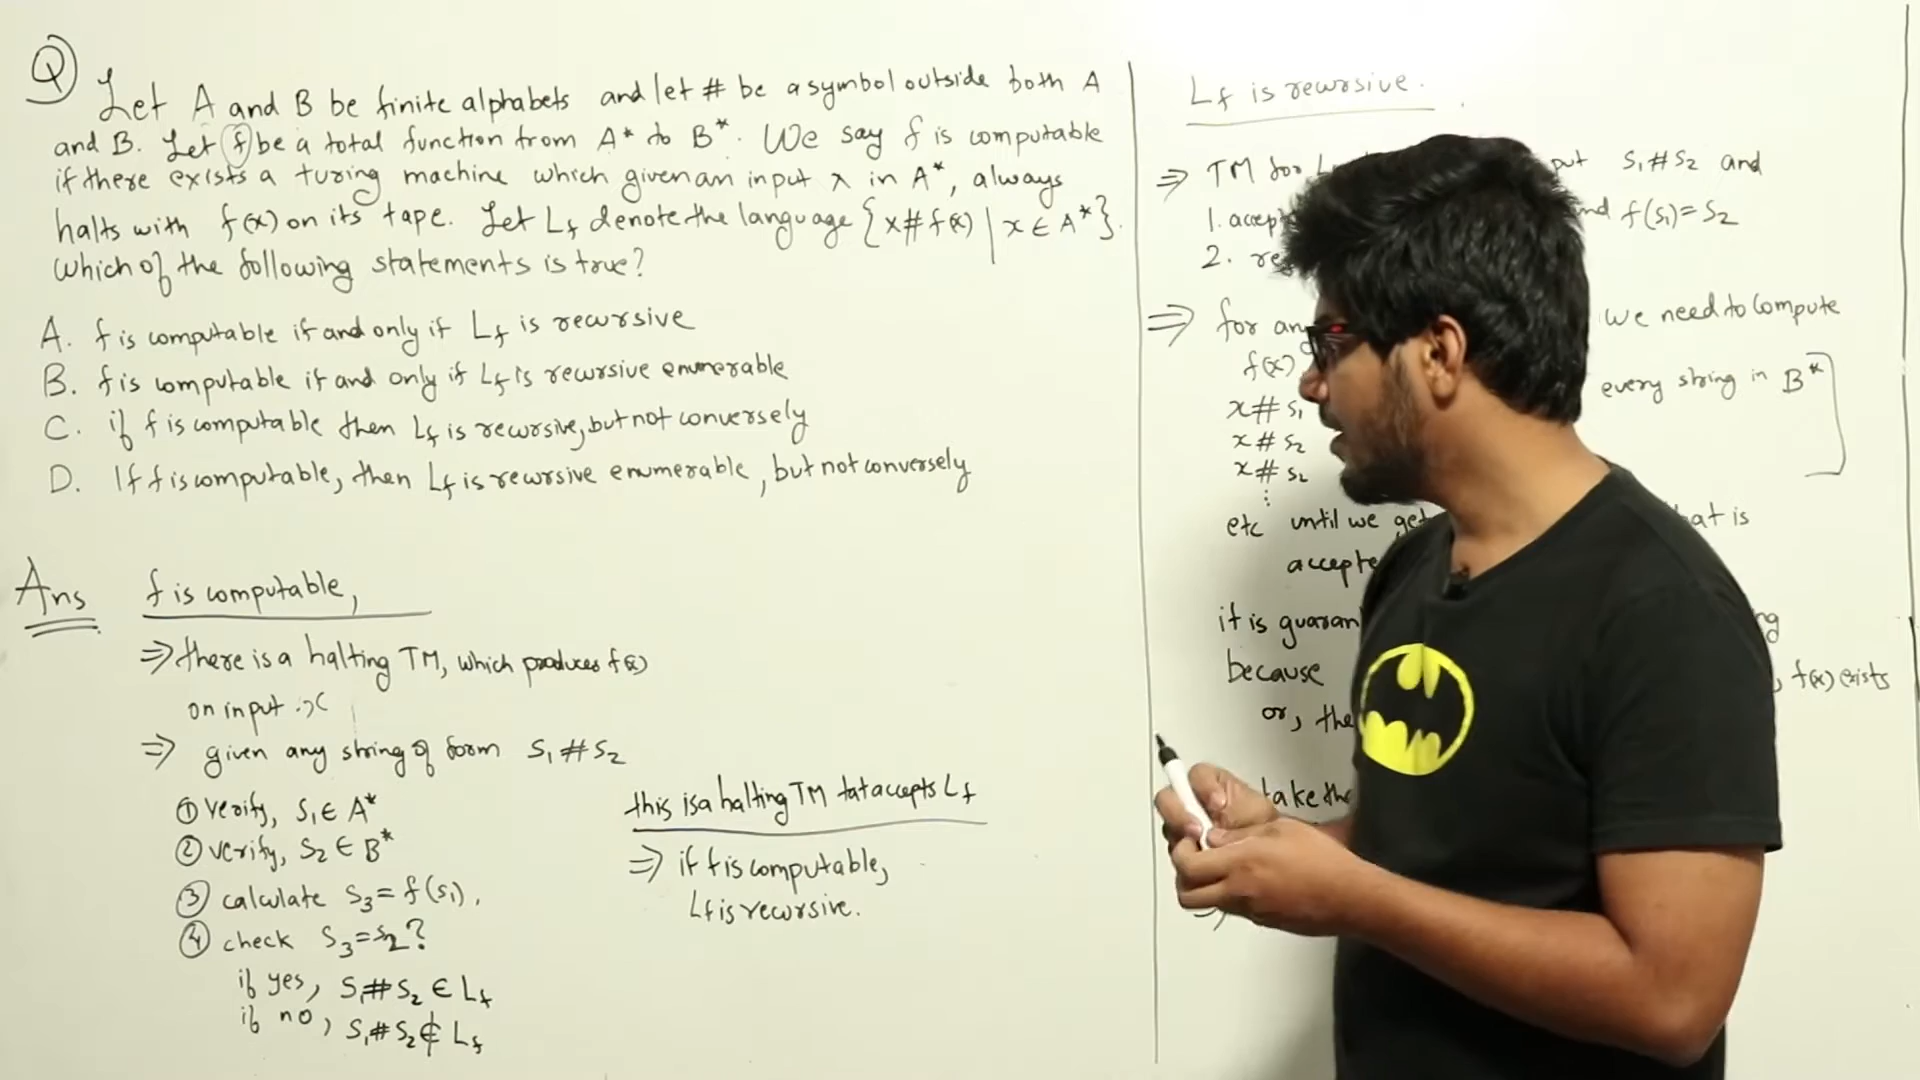 Q
Let A and B be finite alphabets and let # be a symbol outside both A
and B. Let f be a total function from A* to B*. We say f is computable
if there exists a turing machine which given an input x in A*, always
halts with f(x) on its tape. Let Lf denote the language {x#f(x) | x ∈ A*}.
which of the following statements is true?
A. f is computable if and only if Lf is recursive
B. f is computable if and only if Lf is recursive enumerable
C. if f is computable then Lf is recursive, but not conversely
D. If f is computable, then Lf is recursive enumerable, but not conversely
Ans
f is computable,
⇒ there is a halting TM, which produces f(x)
on input x
⇒ given any string of form S₁#S₂
① Verify, S₁ ∈ A*
② verify, S₂ ∈ B*
③ calculate S₃ = f(s₁),
④ check S₃ = S₂?
if yes, S₁#S₂ ∈ Lf
if no, S₁#S₂ ∉ Lf
this is a halting TM tat accepts Lf
⇒ if f is computable,
Lf is recursive.
Lf is recursive.
⇒ TM for S₁#S₂ and
1. f(s₁) = S₂
2.
⇒ for we need to compute
f(x) every string in B*
x#s₁
x#s₂
x#s₂
⋮
etc until we get is
it is
because f(x) exists
or,
take
⇒